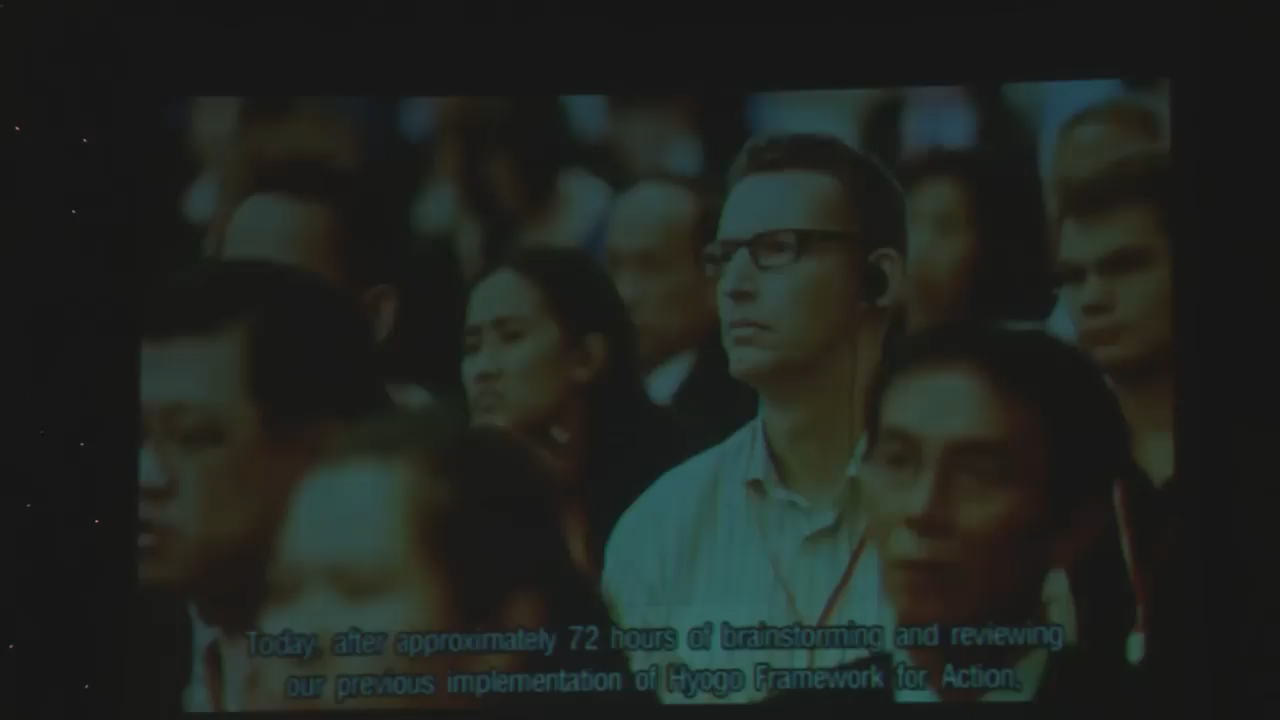 Today, after approximately 72 hours of brainstorming and reviewing
our previous implementation of Hyogo Framework for Action,